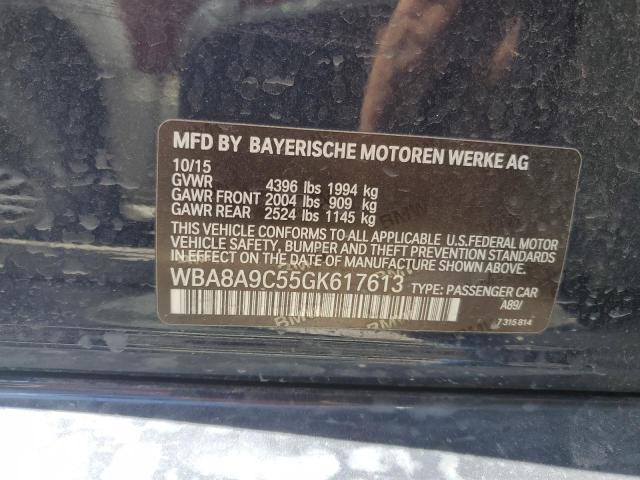 MFD BY BAYERISCHE MOTOREN WERKE AG
10/15
GVWR 4396 lbs 1994 kg
GAWR FRONT 2004 lbs 909 kg
GAWR REAR 2524 lbs 1145 kg
THIS VEHICLE CONFORMS TO ALL APPLICABLE U.S.FEDERAL MOTOR
VEHICLE SAFETY, BUMPER AND THEFT PREVENTION STANDARDS
IN EFFECT ON THE DATE OF MANUFACTURE SHOWN ABOVE.
WBA8A9C55GK617613 TYPE: PASSENGER CAR
A89/
7 315 814